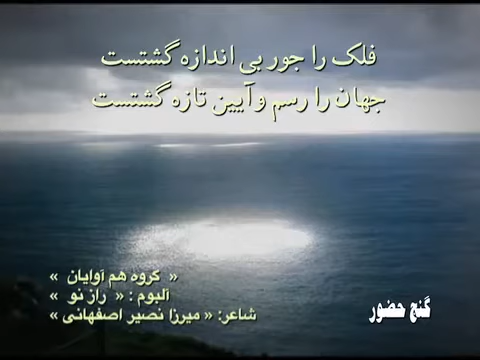 فلک را جور بی اندازه گشتست
جهان را رسم و آیین تازه گشتست
« گروه هم آوایان »
آلبوم : « راز نو »
شاعر: « میرزا نصیر اصفهانی »
گنج حضور